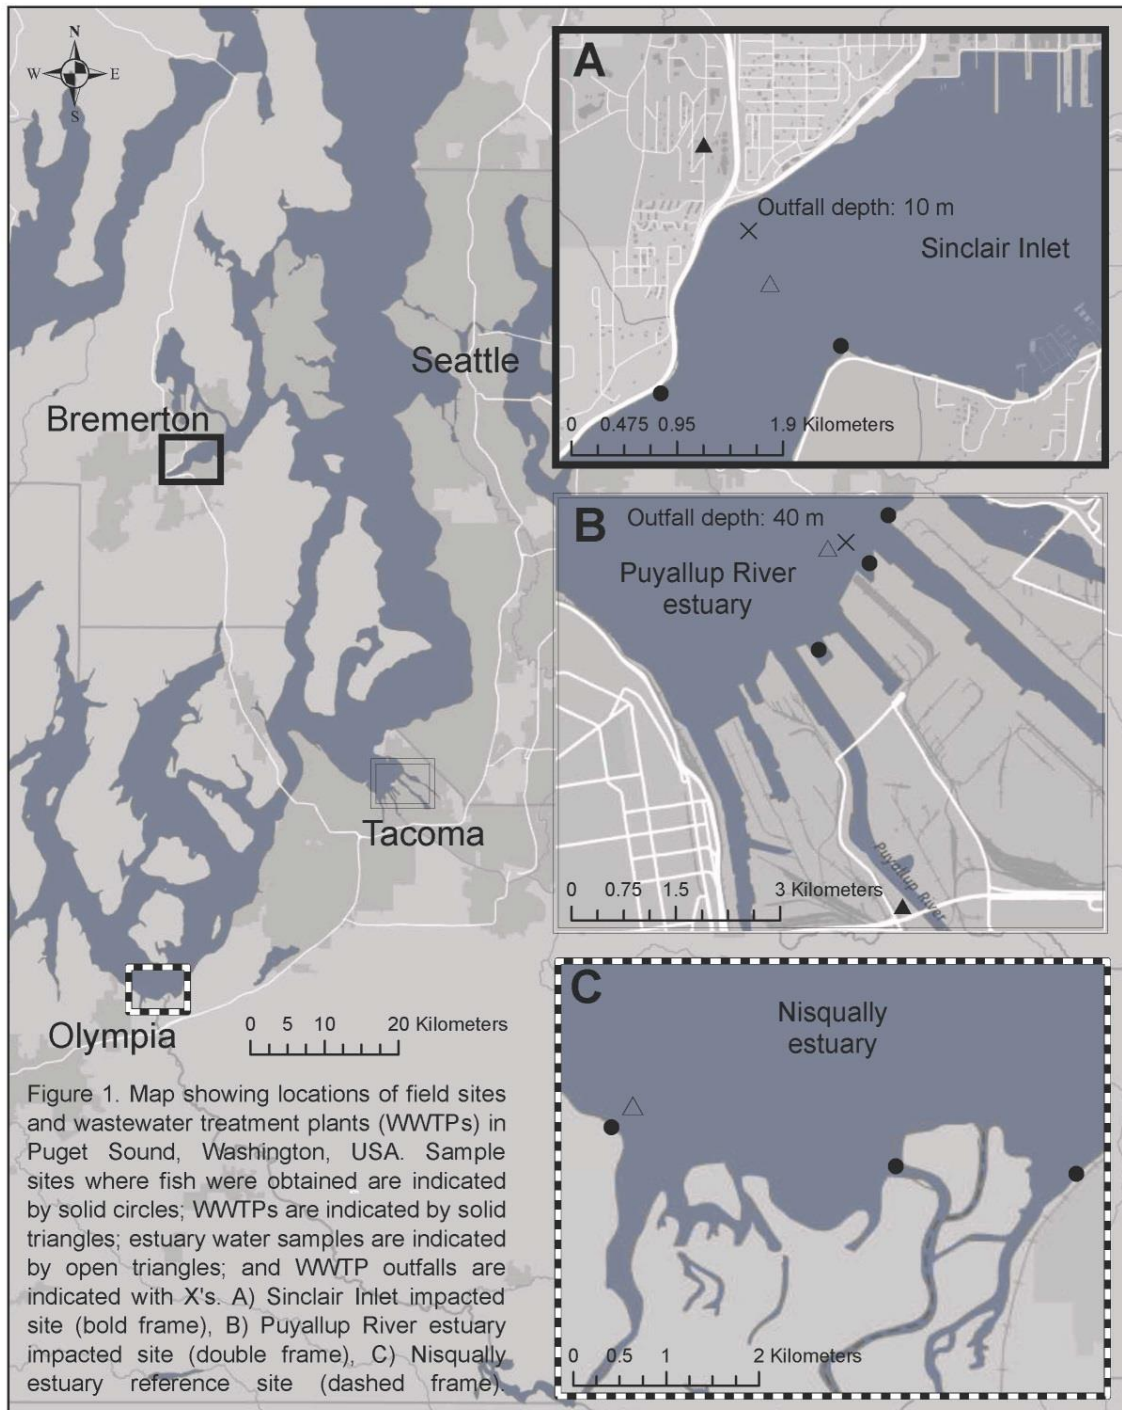 N
W E
S
A
Outfall depth: 10 m
Sinclair Inlet
0 0.475 0.95 1.9 Kilometers
Seattle
Bremerton
B
Outfall depth: 40 m
Puyallup River
estuary
Puyallup River
0 0.75 1.5 3 Kilometers
Tacoma
C
Nisqually
estuary
0 0.5 1 2 Kilometers
Olympia
0 5 10 20 Kilometers
Figure 1. Map showing locations of field sites
and wastewater treatment plants (WWTPs) in
Puget Sound, Washington, USA. Sample
sites where fish were obtained are indicated
by solid circles; WWTPs are indicated by solid
triangles; estuary water samples are indicated
by open triangles; and WWTP outfalls are
indicated with X's. A) Sinclair Inlet impacted
site (bold frame), B) Puyallup River estuary
impacted site (double frame), C) Nisqually
estuary reference site (dashed frame).